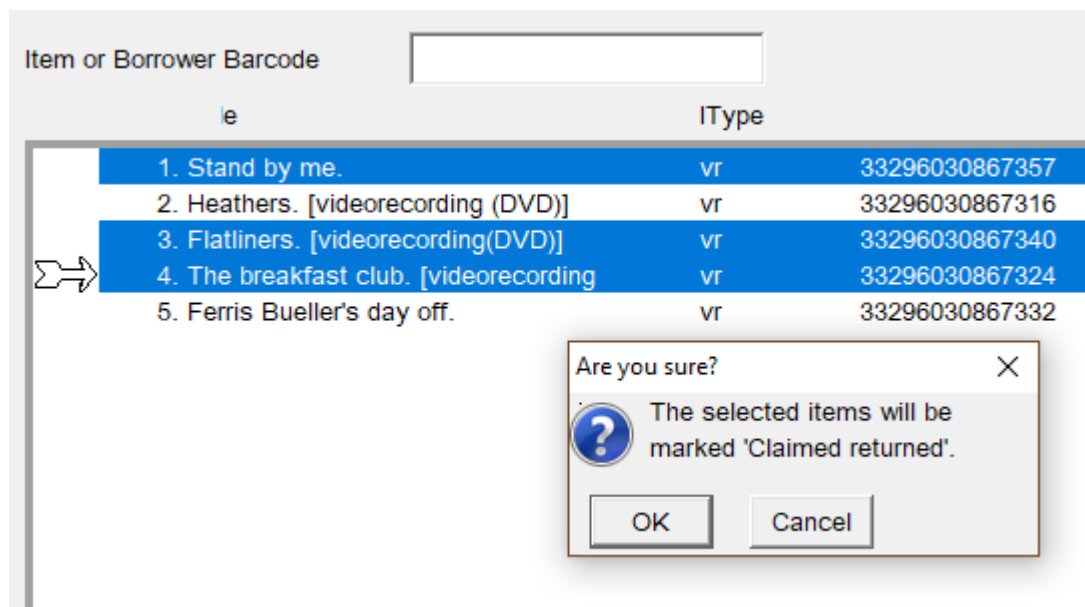 Item or Borrower Barcode
le IType
1. Stand by me. vr 33296030867357
2. Heathers. [videorecording (DVD)] vr 33296030867316
3. Flatliners. [videorecording(DVD)] vr 33296030867340
4. The breakfast club. [videorecording vr 33296030867324
5. Ferris Bueller's day off. vr 33296030867332
Are you sure?
The selected items will be
marked 'Claimed returned'.
OK Cancel